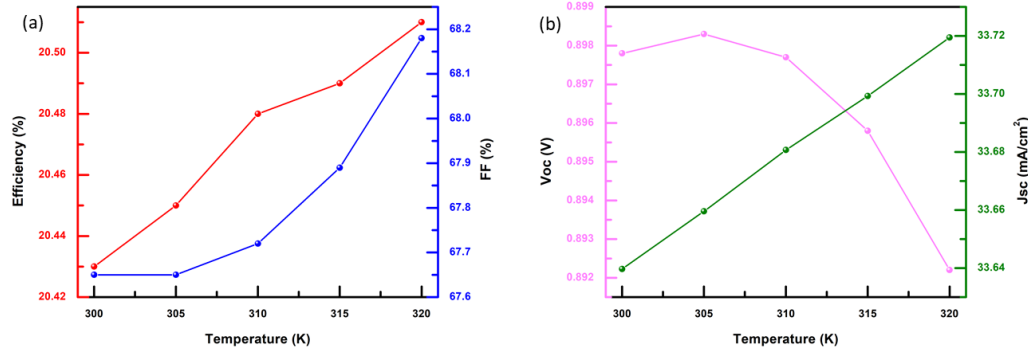 (a)
Efficiency (%)
20.50
20.48
20.46
20.44
20.42
300 305 310 315 320
Temperature (K)
68.2
68.1
68.0
67.9
67.8
67.7
67.6
FF (%)
(b)
Voc (V)
0.899
0.898
0.897
0.896
0.895
0.894
0.893
0.892
300 305 310 315 320
Temperature (K)
33.72
33.70
33.68
33.66
33.64
Jsc (mA/cm²)